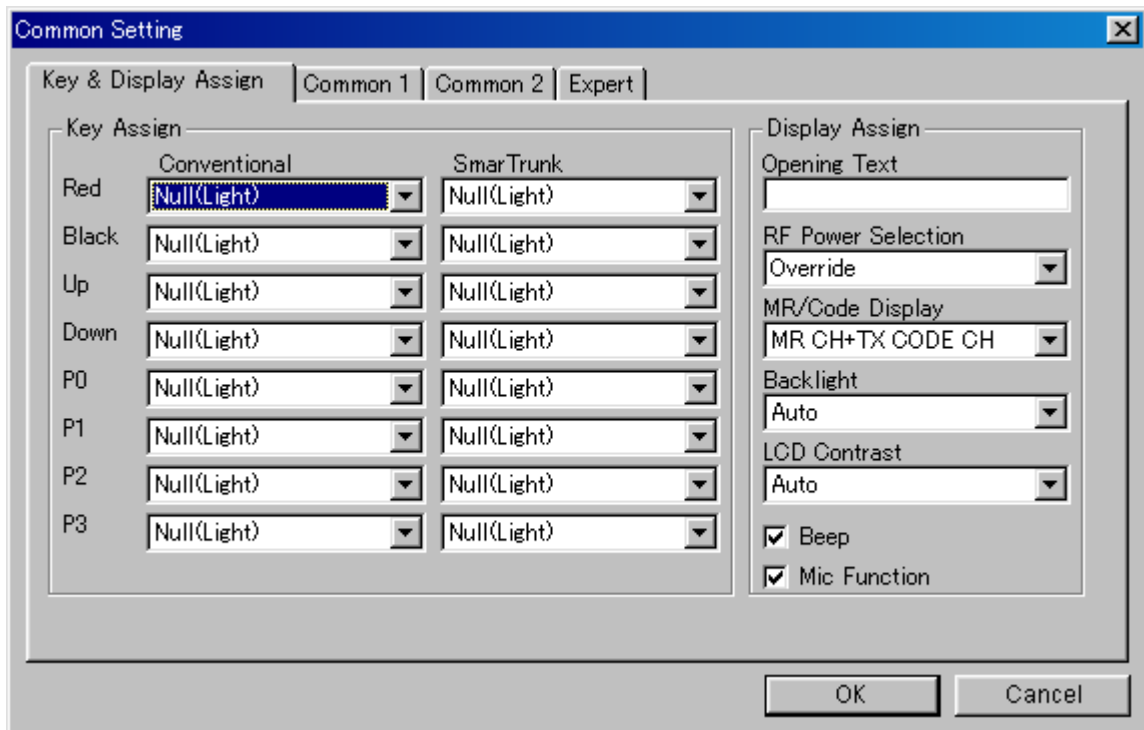 Common Setting
Key & Display Assign Common 1 Common 2 Expert
Key Assign
Conventional SmarTrunk
Red Null(Light) Null(Light)
Black Null(Light) Null(Light)
Up Null(Light) Null(Light)
Down Null(Light) Null(Light)
P0 Null(Light) Null(Light)
P1 Null(Light) Null(Light)
P2 Null(Light) Null(Light)
P3 Null(Light) Null(Light)
Display Assign
Opening Text
RF Power Selection
Override
MR/Code Display
MR CH+TX CODE CH
Backlight
Auto
LCD Contrast
Auto
Beep
Mic Function
OK Cancel